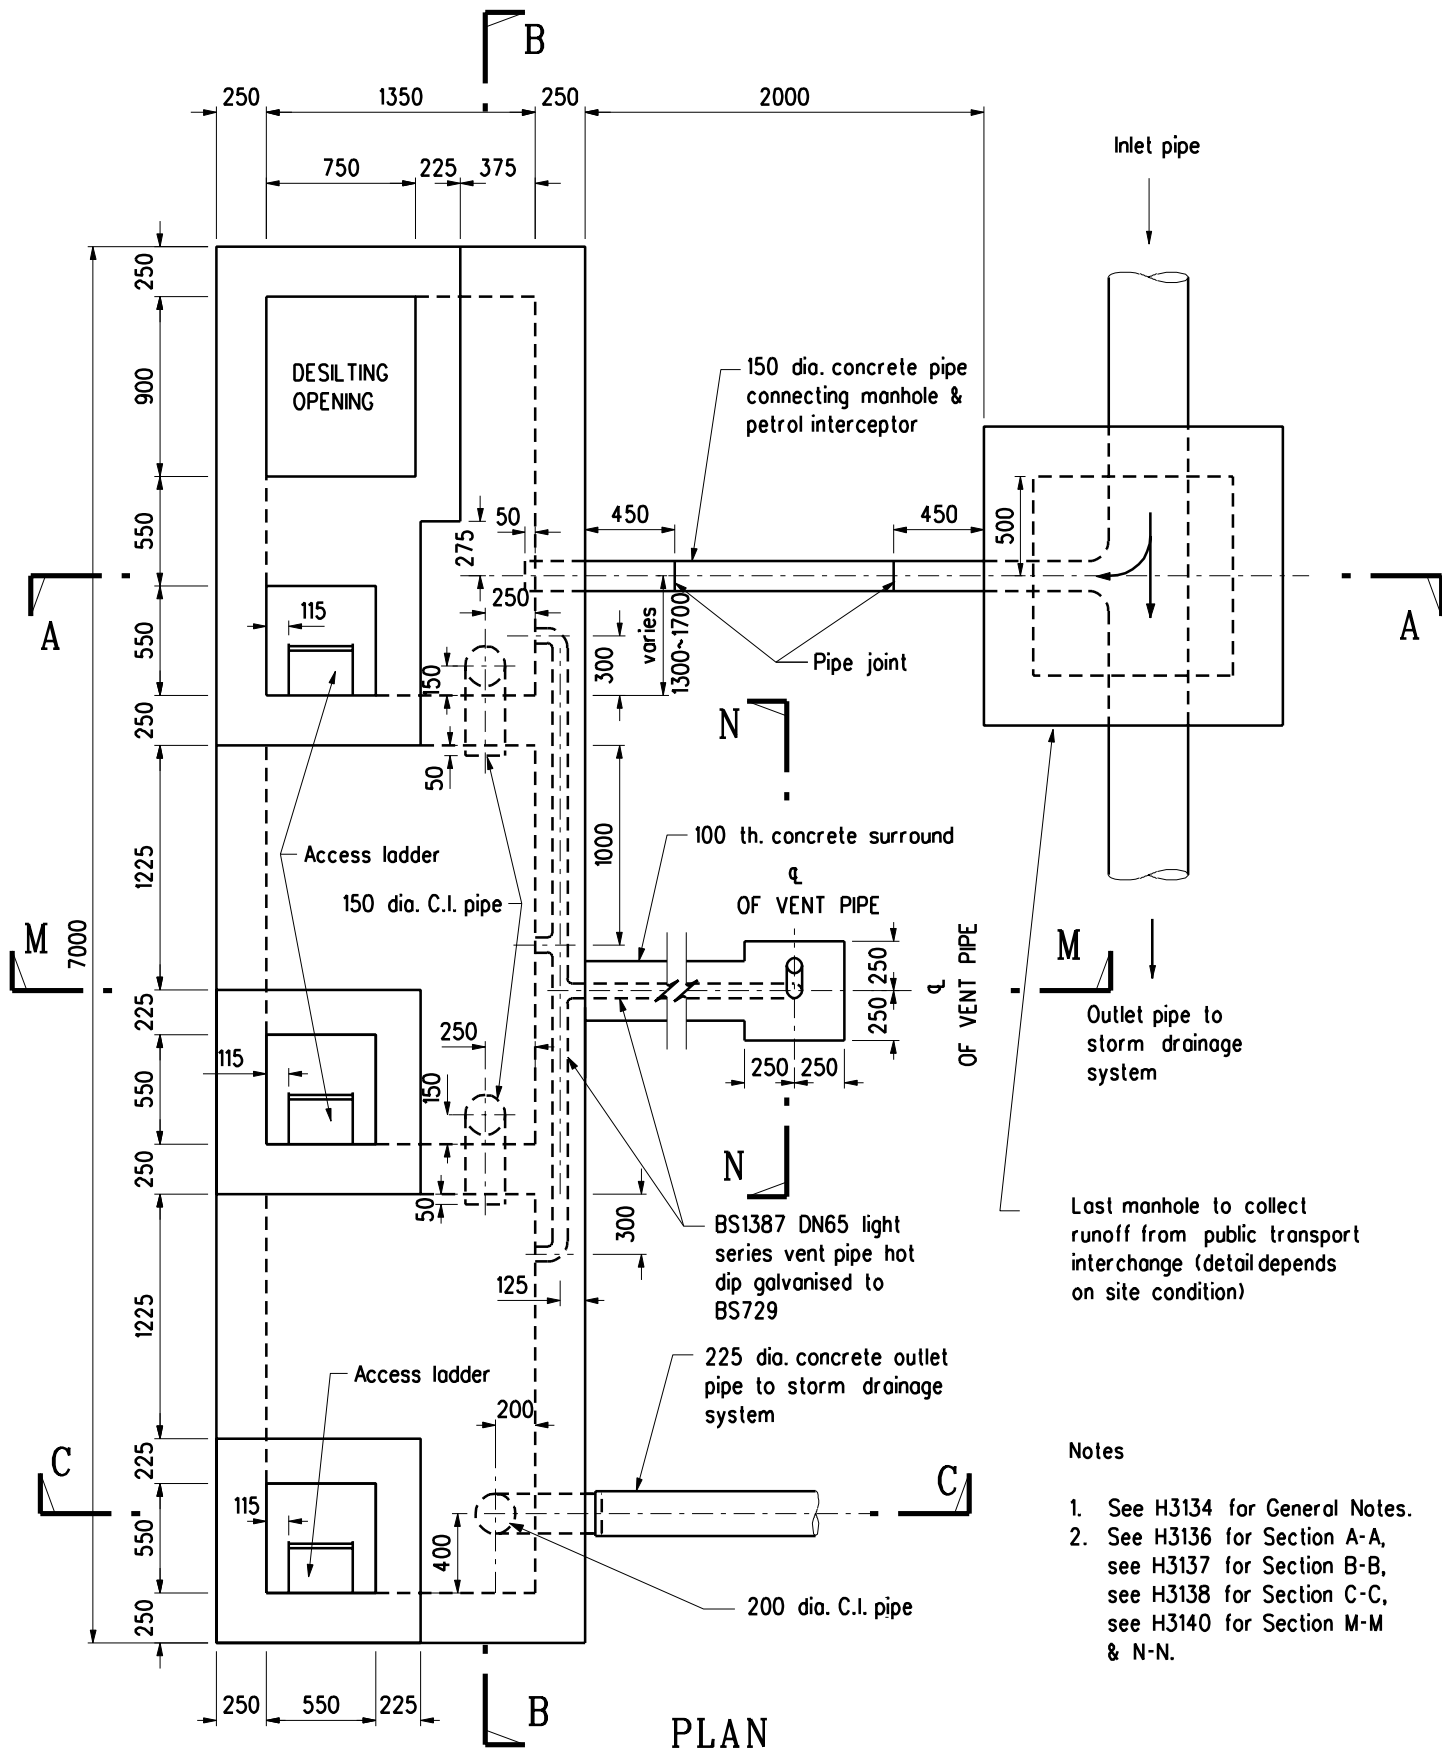 B
250
1350
250
2000
Inlet pipe
750
225
375
250
900
550
550
250
1225
225
550
250
1225
225
550
250
7000
DESILTING
OPENING
150 dia. concrete pipe
connecting manhole &
petrol interceptor
50
450
450
500
275
250
115
150
50
varies
1300~1700
300
Pipe joint
A
A
N
1000
100 th. concrete surround
Access ladder
150 dia. C.I. pipe
℄
OF VENT PIPE
℄
OF VENT PIPE
M
M
250
250
250
250
Outlet pipe to
storm drainage
system
115
250
150
50
N
300
125
BS1387 DN65 light
series vent pipe hot
dip galvanised to
BS729
Last manhole to collect
runoff from public transport
interchange (detail depends
on site condition)
225 dia. concrete outlet
pipe to storm drainage
system
Access ladder
200
C
C
115
400
200 dia. C.I. pipe
Notes
1. See H3134 for General Notes.
2. See H3136 for Section A-A,
see H3137 for Section B-B,
see H3138 for Section C-C,
see H3140 for Section M-M
& N-N.
250
550
225
B
PLAN